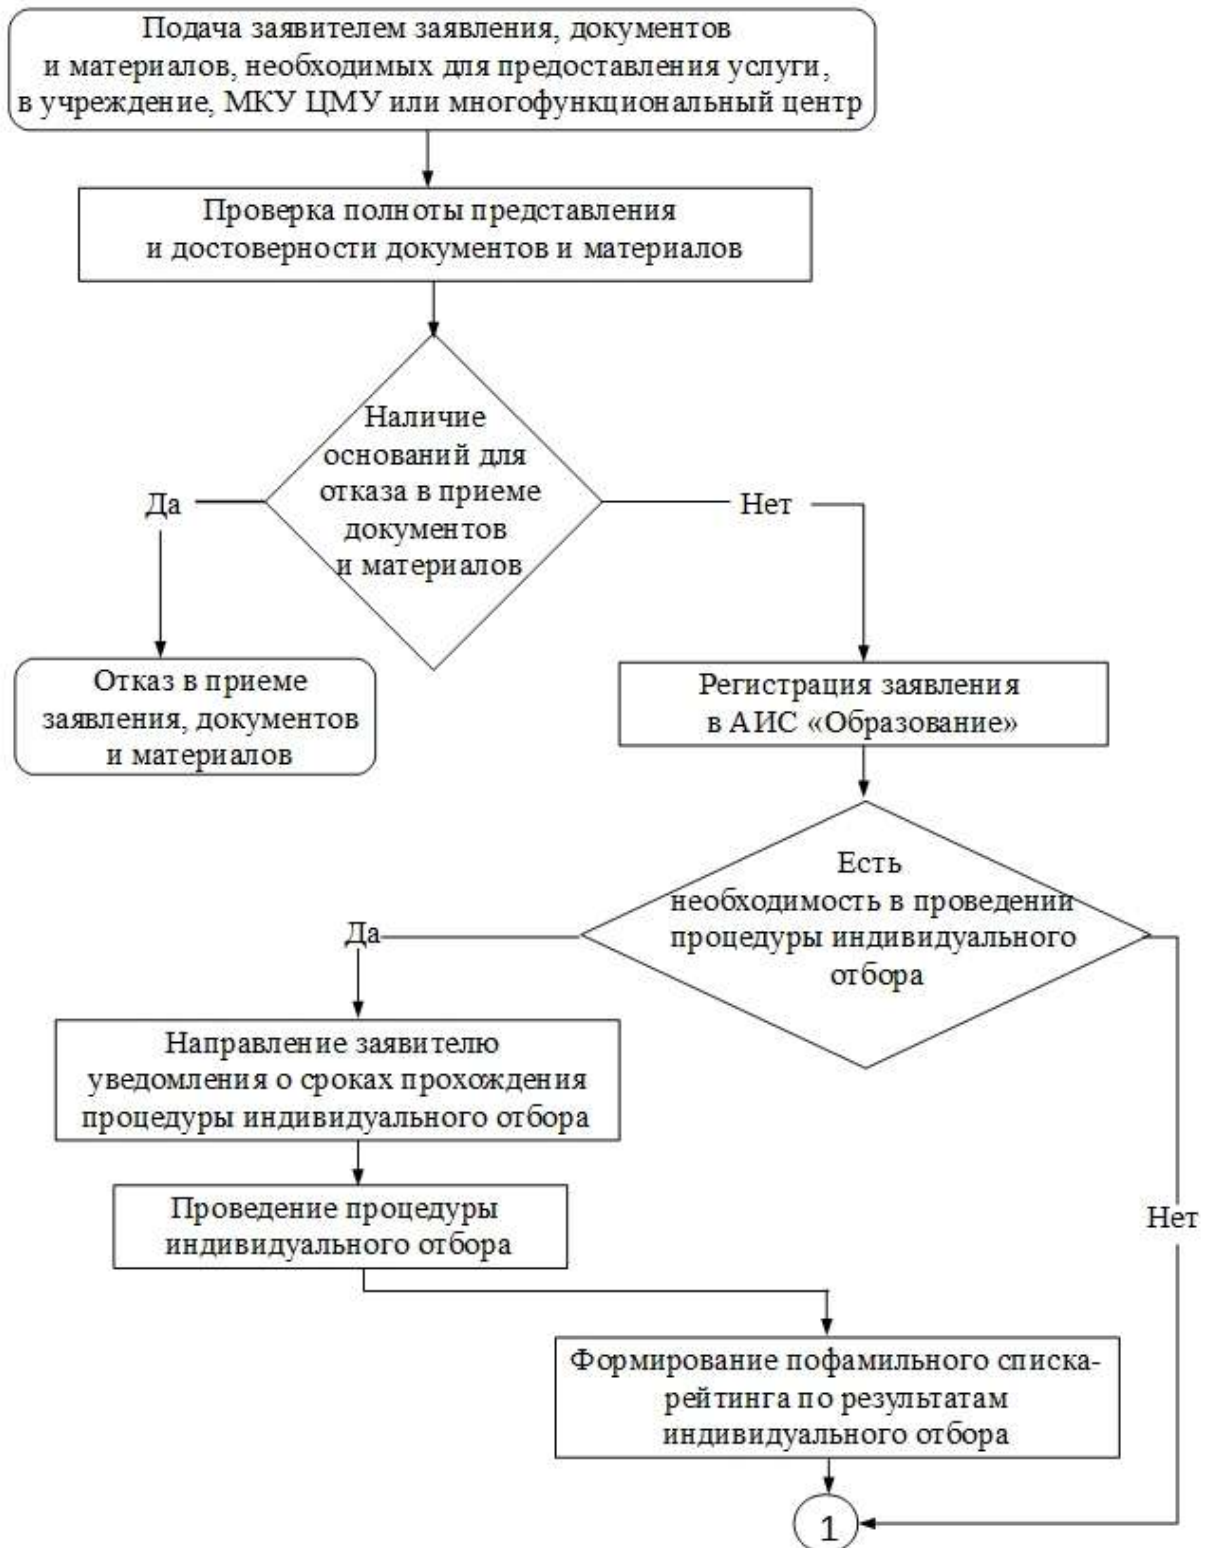 Подача заявителем заявления, документов
и материалов, необходимых для предоставления услуги,
в учреждение, МКУ ЦМУ или многофункциональный центр
Проверка полноты представления
и достоверности документов и материалов
Наличие
оснований для
отказа в приеме
документов
и материалов
Да
Нет
Отказ в приеме
заявления, документов
и материалов
Регистрация заявления
в АИС «Образование»
Есть
необходимость в проведении
процедуры индивидуального
отбора
Да
Направление заявителю
уведомления о сроках прохождения
процедуры индивидуального отбора
Проведение процедуры
индивидуального отбора
Нет
Формирование пофамильного списка-
рейтинга по результатам
индивидуального отбора
1